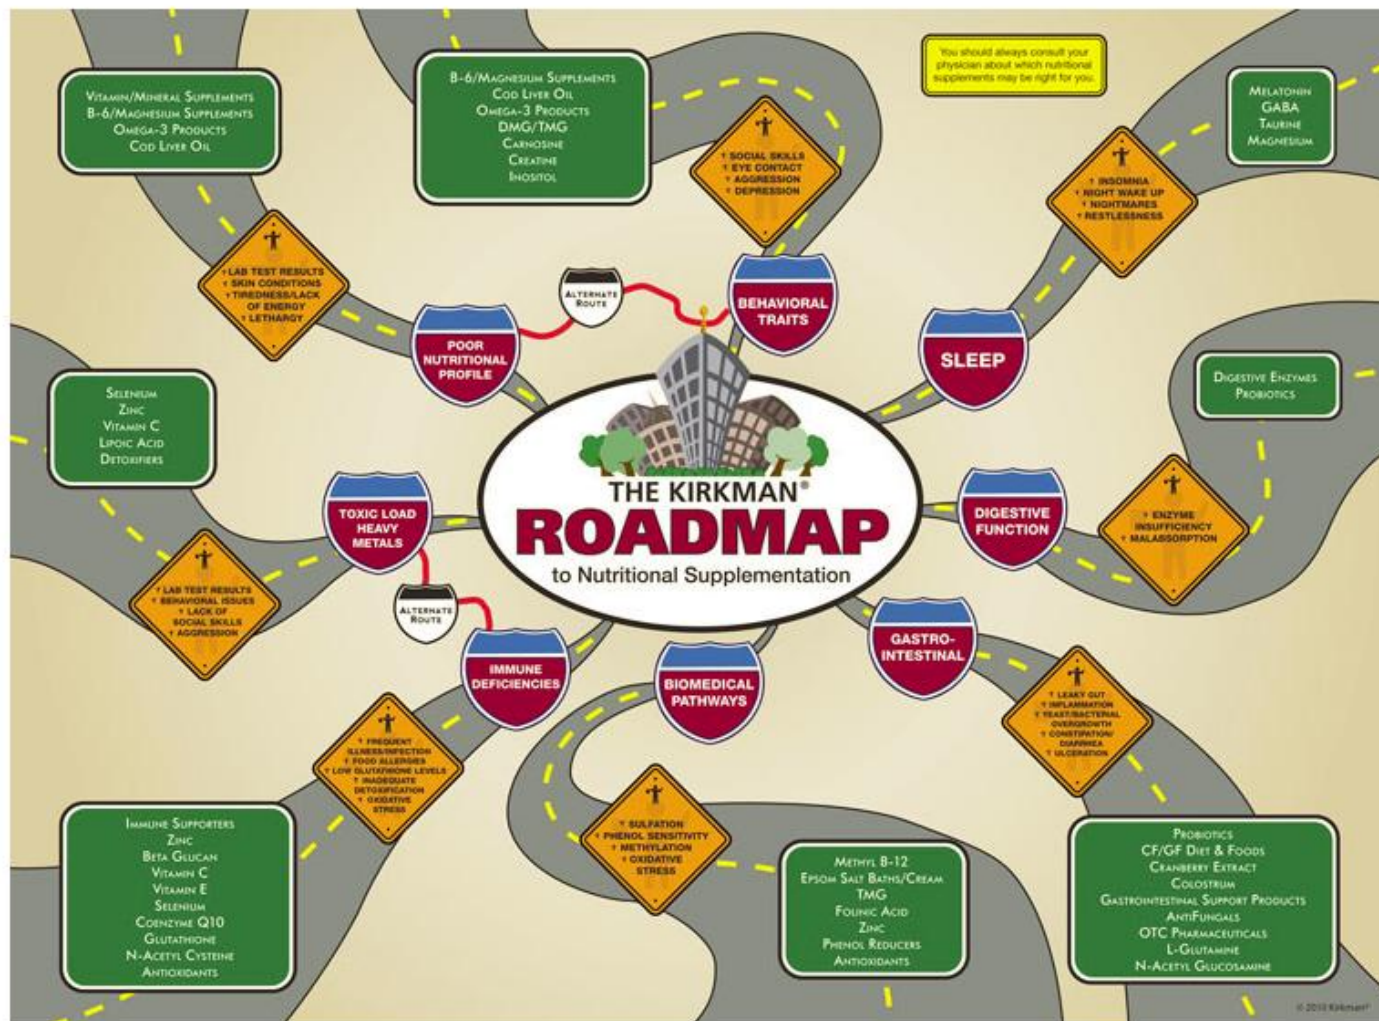 You should always consult your
physician about which nutritional
supplements may be right for you.
Vitamin/Mineral Supplements
B-6/Magnesium Supplements
Omega-3 Products
Cod Liver Oil
B-6/Magnesium Supplements
Cod Liver Oil
Omega-3 Products
DMG/TMG
Carnosine
Creatine
Inositol
Melatonin
GABA
Taurine
Magnesium
? SOCIAL SKILLS
? EYE CONTACT
? AGGRESSION
? DEPRESSION
? INSOMNIA
? NIGHT WAKE UP
? NIGHTMARES
? RESTLESSNESS
? LAB TEST RESULTS
? SKIN CONDITIONS
? TIREDNESS/LACK
OF ENERGY
? LETHARGY
ALTERNATE
ROUTE
BEHAVIORAL
TRAITS
POOR
NUTRITIONAL
PROFILE
SLEEP
Digestive Enzymes
Probiotics
Selenium
Zinc
Vitamin C
Lipoic Acid
Detoxifiers
THE KIRKMAN®
ROADMAP
to Nutritional Supplementation
TOXIC LOAD
HEAVY
METALS
DIGESTIVE
FUNCTION
? ENZYME
INSUFFICIENCY
? MALABSORPTION
? LAB TEST RESULTS
? BEHAVIORAL ISSUES
? LACK OF
SOCIAL SKILLS
? AGGRESSION
ALTERNATE
ROUTE
IMMUNE
DEFICIENCIES
BIOMEDICAL
PATHWAYS
GASTRO-
INTESTINAL
? LEAKY GUT
? INFLAMMATION
? YEAST/BACTERIAL
OVERGROWTH
? CONSTIPATION/
DIARRHEA
? ULCERATION
? FREQUENT
ILLNESS/INFECTION
? FOOD ALLERGIES
? LOW GLUTATHIONE LEVELS
? INADEQUATE
DETOXIFICATION
? OXIDATIVE
STRESS
? SULFATION
? PHENOL SENSITIVITY
? METHYLATION
? OXIDATIVE
STRESS
Immune Supporters
Zinc
Beta Glucan
Vitamin C
Vitamin E
Selenium
Coenzyme Q10
Glutathione
N-Acetyl Cysteine
Antioxidants
Methyl B-12
Epsom Salt Baths/Cream
TMG
Folinic Acid
Zinc
Phenol Reducers
Antioxidants
Probiotics
CF/GF Diet & Foods
Cranberry Extract
Colostrum
Gastrointestinal Support Products
AntiFungals
OTC Pharmaceuticals
L-Glutamine
N-Acetyl Glucosamine
© 2010 Kirkman®